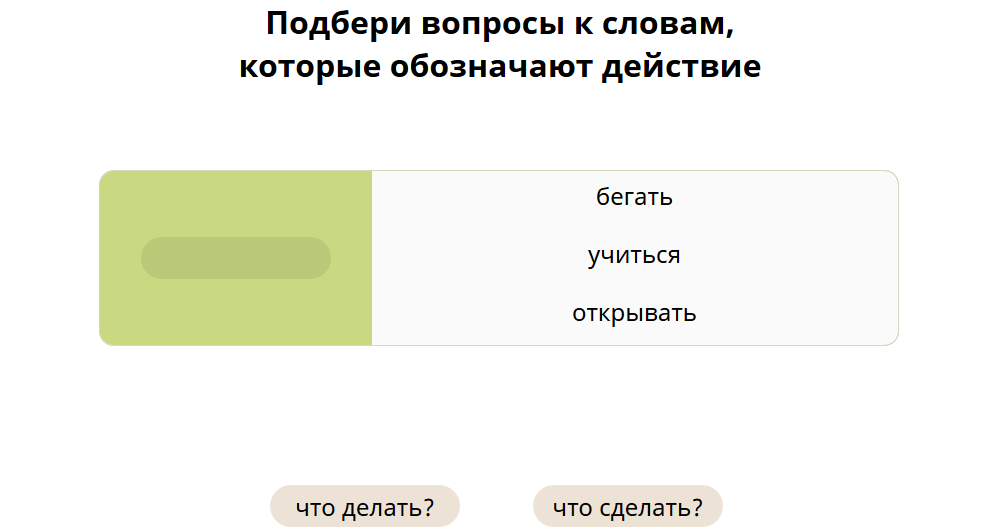 Подбери вопросы к словам,
которые обозначают действие
бегать
учиться
открывать
что делать?
что сделать?